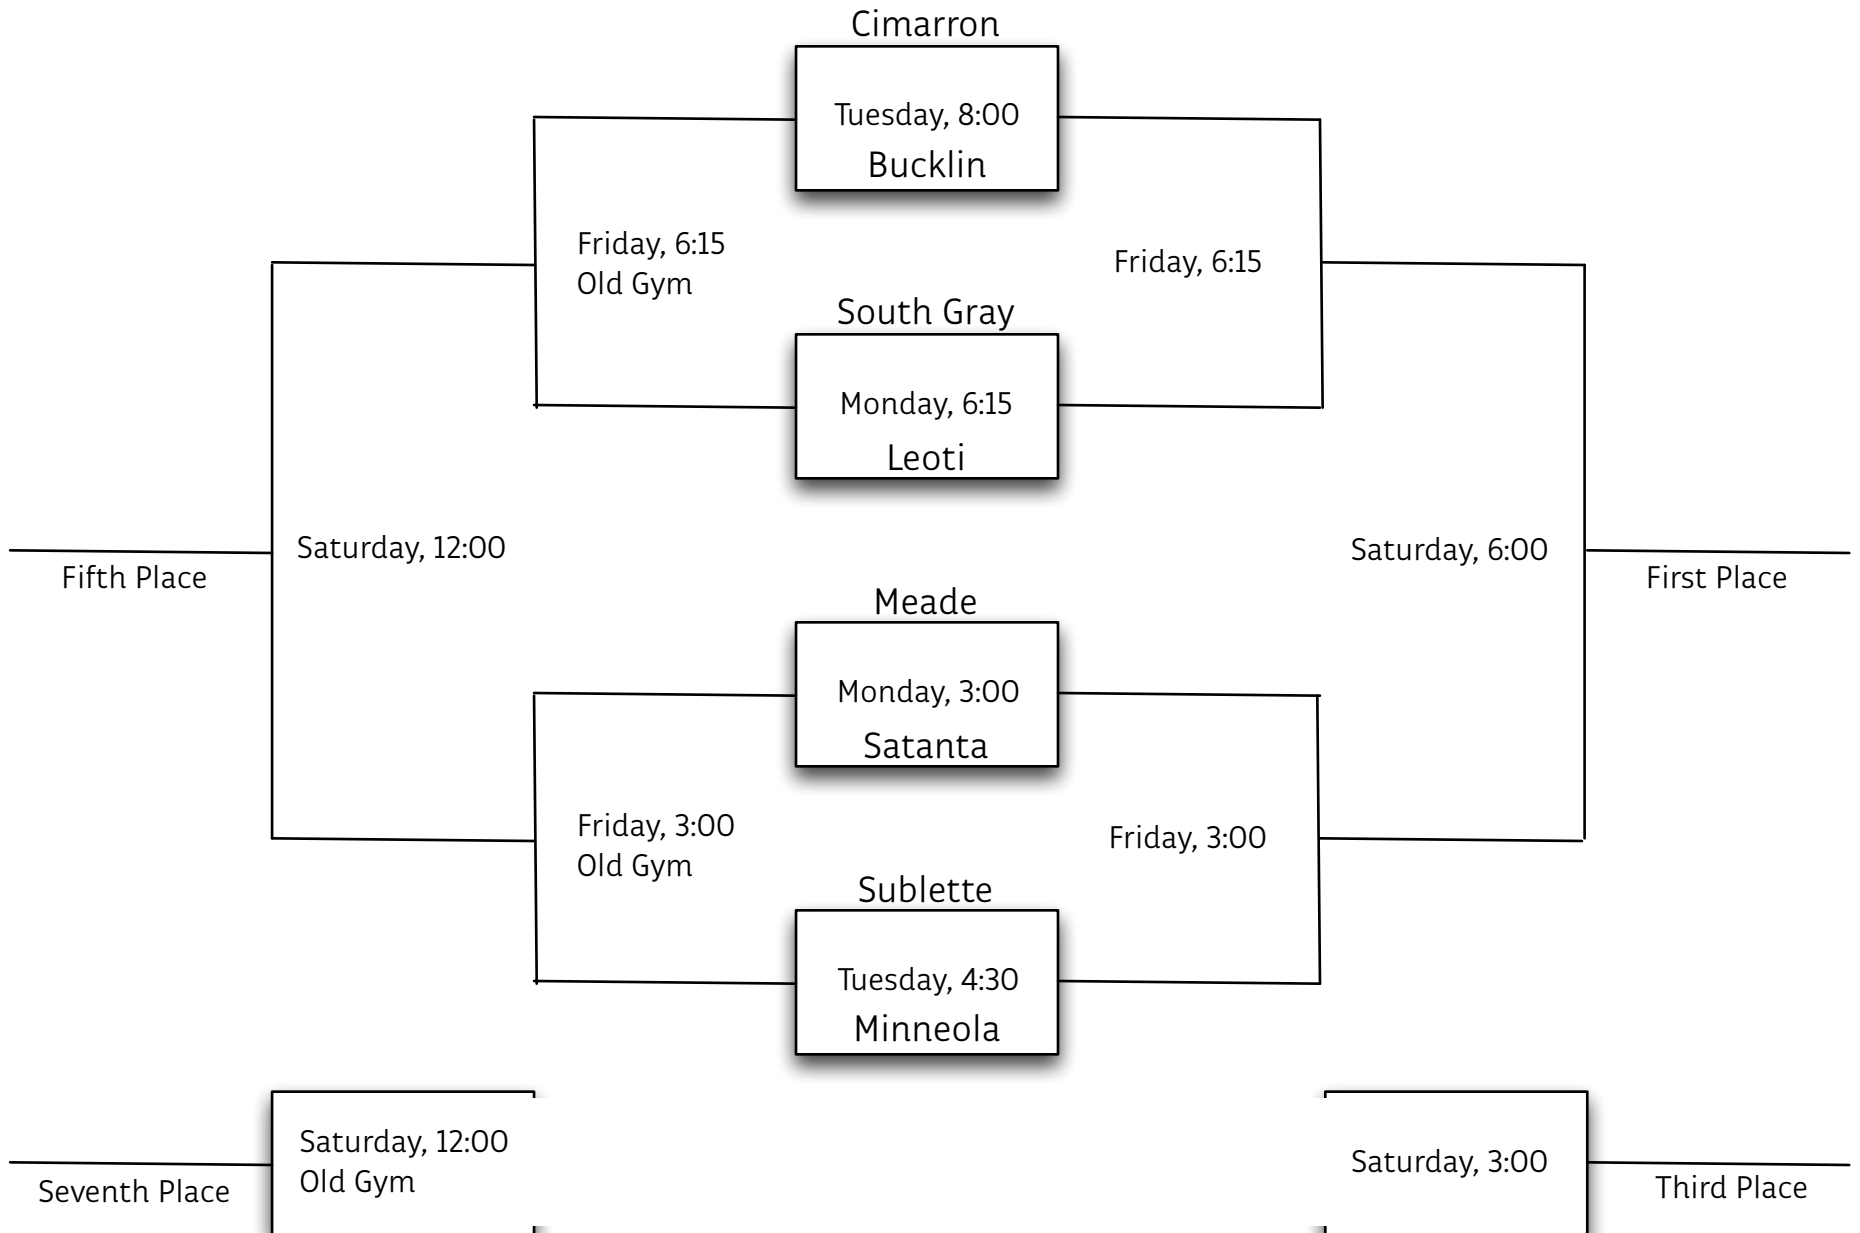 Cimarron
Tuesday, 8:00
Bucklin
Friday, 6:15
Old Gym
Friday, 6:15
South Gray
Monday, 6:15
Leoti
Saturday, 12:00
Fifth Place
Saturday, 6:00
First Place
Meade
Monday, 3:00
Satanta
Friday, 3:00
Old Gym
Friday, 3:00
Sublette
Tuesday, 4:30
Minneola
Saturday, 12:00
Old Gym
Seventh Place
Saturday, 3:00
Third Place